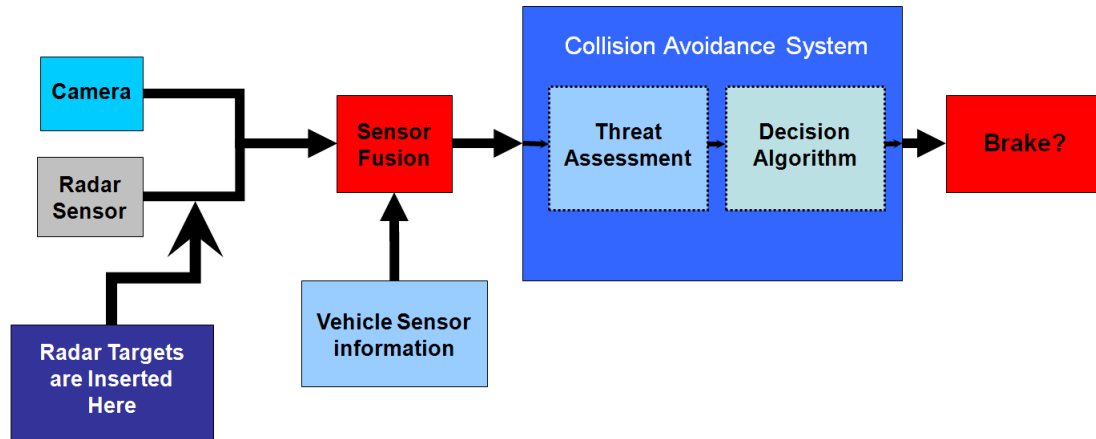 Collision Avoidance System
Camera
Sensor
Fusion
Threat
Assessment
Decision
Algorithm
Brake?
Radar
Sensor
Vehicle Sensor
information
Radar Targets
are Inserted
Here